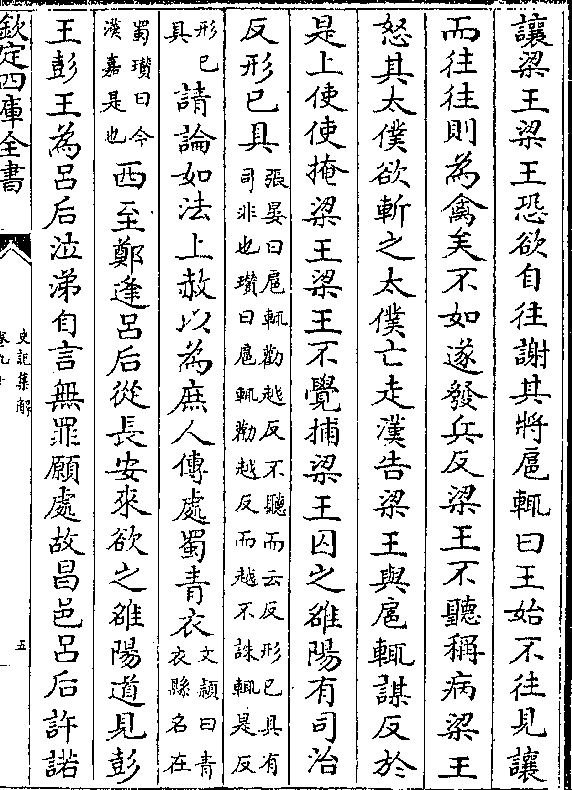 讓梁王梁王恐欲自往謝其將扈輒曰王始不往見讓
而往往則為禽矣不如遂發兵反梁王不聽稱病梁王
怒其太僕欲斬之太僕亡走漢告梁王與扈輒謀反於
是上使使掩梁王梁王不覺捕梁王囚之雒陽有司治
反形已具張晏曰扈輒勸越反不聽而云反形已具有司非也瓚曰扈輒勸越反而越不誅輒是反
形已具請論如法上赦以為庶人傳處蜀青衣文頴曰青衣縣名在
蜀瓚曰今漢嘉是也西至鄭逢呂后從長安來欲之雒陽道見彭
王彭王為呂后泣涕自言無罪願處故昌邑呂后許諾
欽定四庫全書
史記集解
五